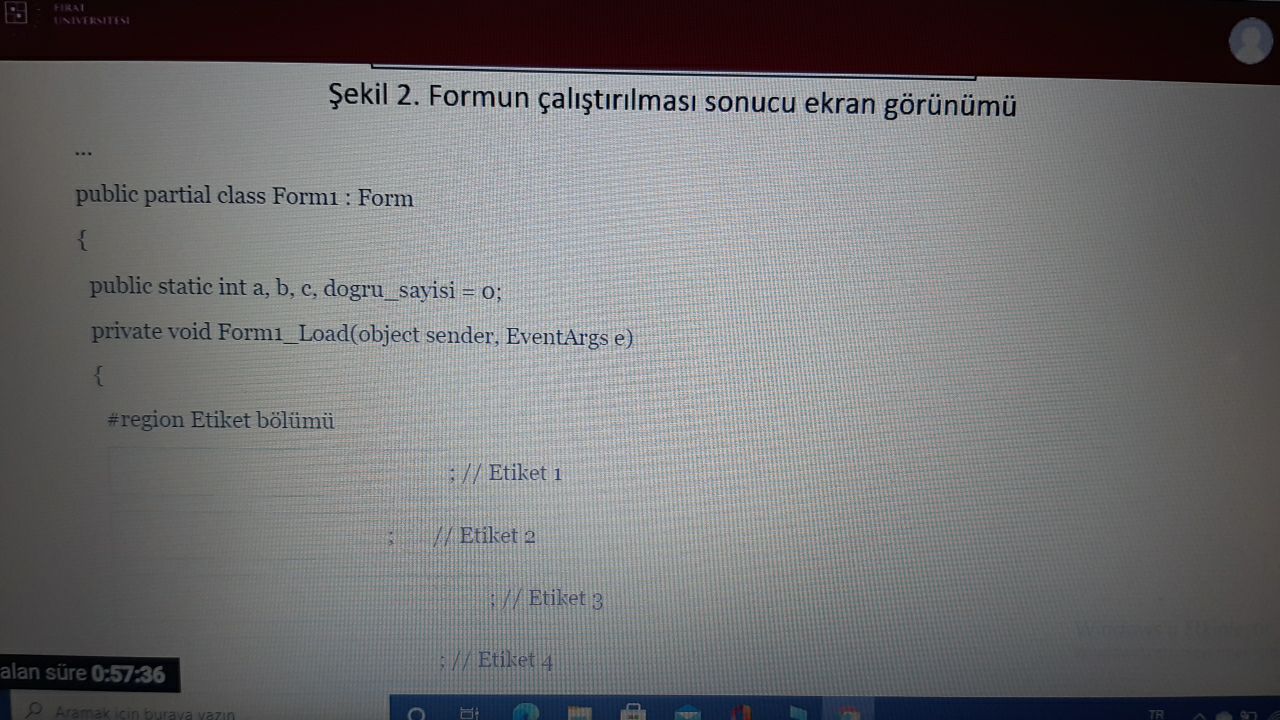 FIRAT
ÜNİVERSİTESİ
Şekil 2. Formun çalıştırılması sonucu ekran görünümü
...
public partial class Form1 : Form
{
public static int a, b, c, dogru_sayisi = 0;
private void Form1_Load(object sender, EventArgs e)
{
#region Etiket bölümü
; // Etiket 1
; // Etiket 2
; // Etiket 3
; // Etiket 4
alan süre 0:57:36
Aramak için buraya yazın
TR